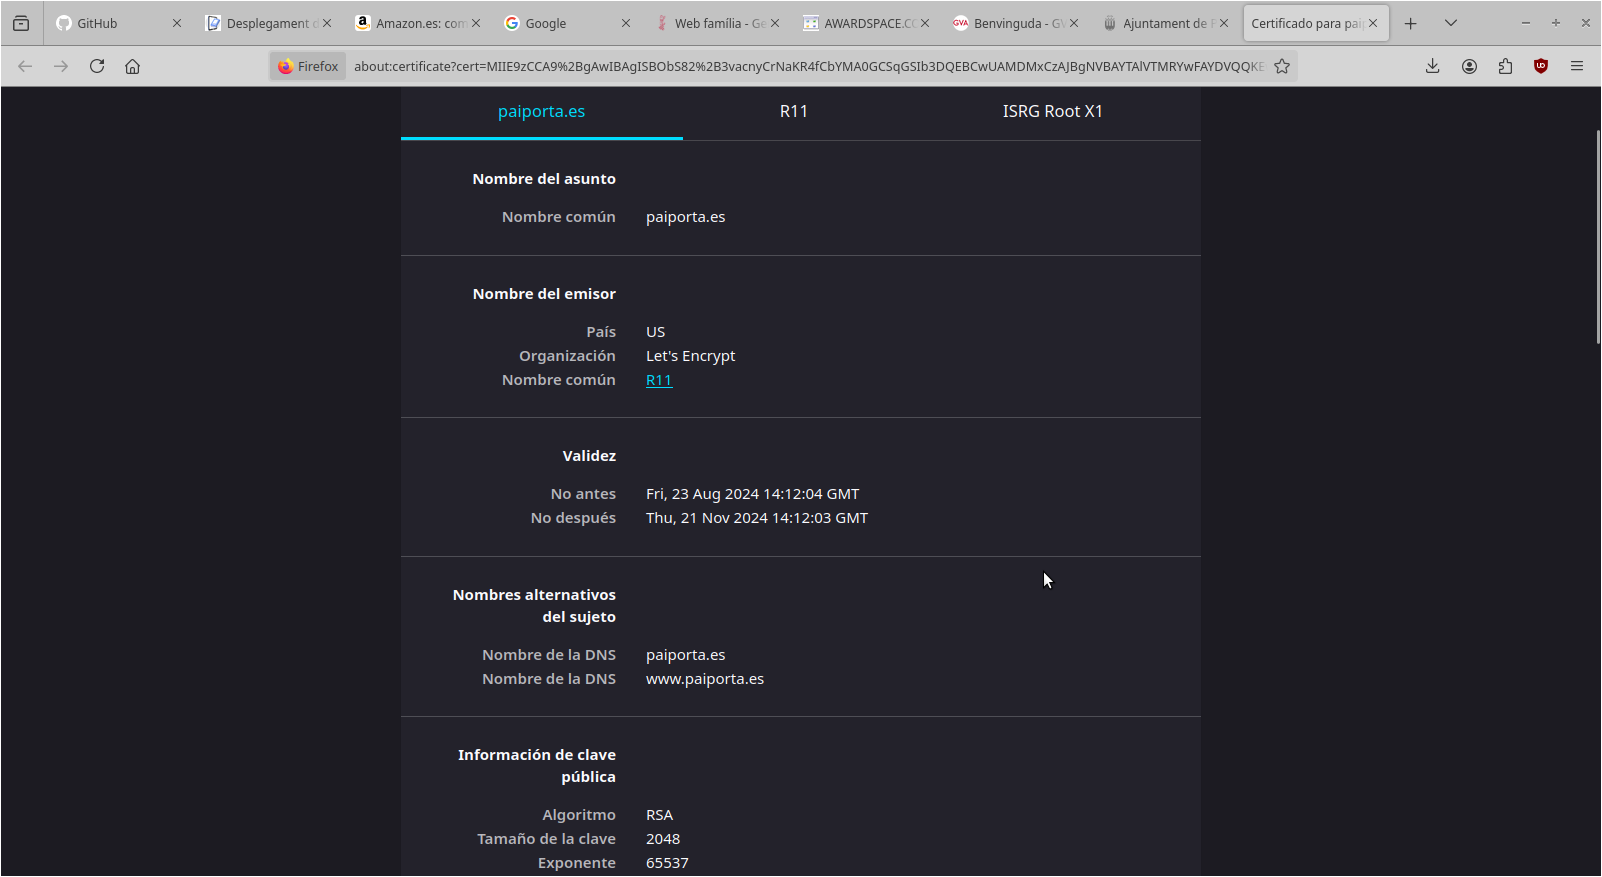 GitHub
Desplegament d
Amazon.es: com
Google
Web família - Ge
AWARDSPACE.CO
GVA Benvinguda - GV
Ajuntament de P
Certificado para pai
Firefox
about:certificate?cert=MIIE9zCCA9%2BgAwIBAgISBObS82%2B3vacnyCrNaKR4fCbYMA0GCSqGSIb3DQEBCwUAMDMxCzAJBgNVBAYTAlVTMRYwFAYDVQQKE
paiporta.es
R11
ISRG Root X1
Nombre del asunto
Nombre común paiporta.es
Nombre del emisor
País US
Organización Let's Encrypt
Nombre común R11
Validez
No antes Fri, 23 Aug 2024 14:12:04 GMT
No después Thu, 21 Nov 2024 14:12:03 GMT
Nombres alternativos
del sujeto
Nombre de la DNS paiporta.es
Nombre de la DNS www.paiporta.es
Información de clave
pública
Algoritmo RSA
Tamaño de la clave 2048
Exponente 65537